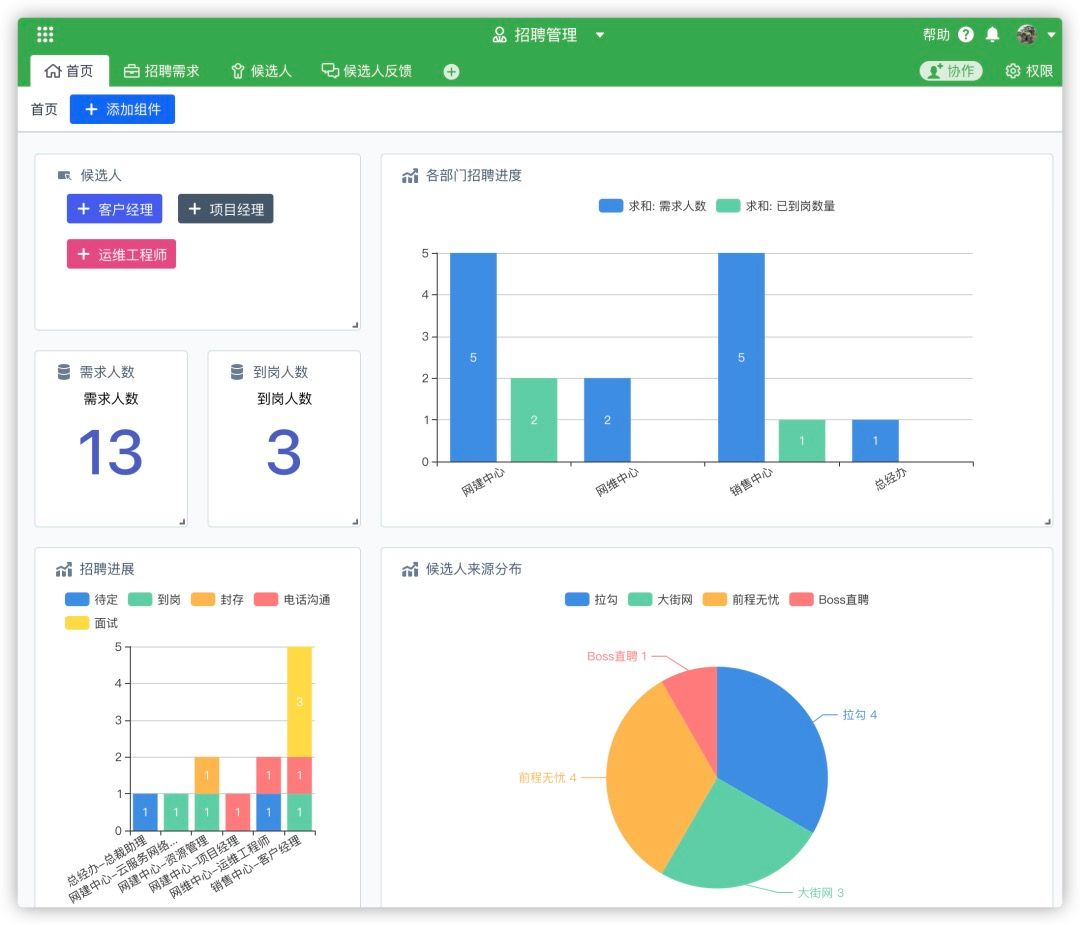 招聘管理
帮助
首页 招聘需求 候选人 候选人反馈
协作 权限
首页 + 添加组件
候选人
+ 客户经理 + 项目经理
+ 运维工程师
需求人数
需求人数
13
到岗人数
到岗人数
3
各部门招聘进度
求和: 需求人数 求和: 已到岗数量
5
4
3
2
1
0
5 2 2 5 1 1
网建中心 网维中心 销售中心 总经办
招聘进展
待定 到岗 封存 电话沟通
面试
5
4
3
2
1
0
3
1 1 1
1 1 1 1 1 1
总经办–总裁助理
网建中心–云服务网络...
网建中心–资源管理
网建中心–项目经理
网维中心–运维工程师
销售中心–客户经理
候选人来源分布
拉勾 大街网 前程无忧 Boss直聘
Boss直聘 1
拉勾 4
前程无忧 4
大街网 3